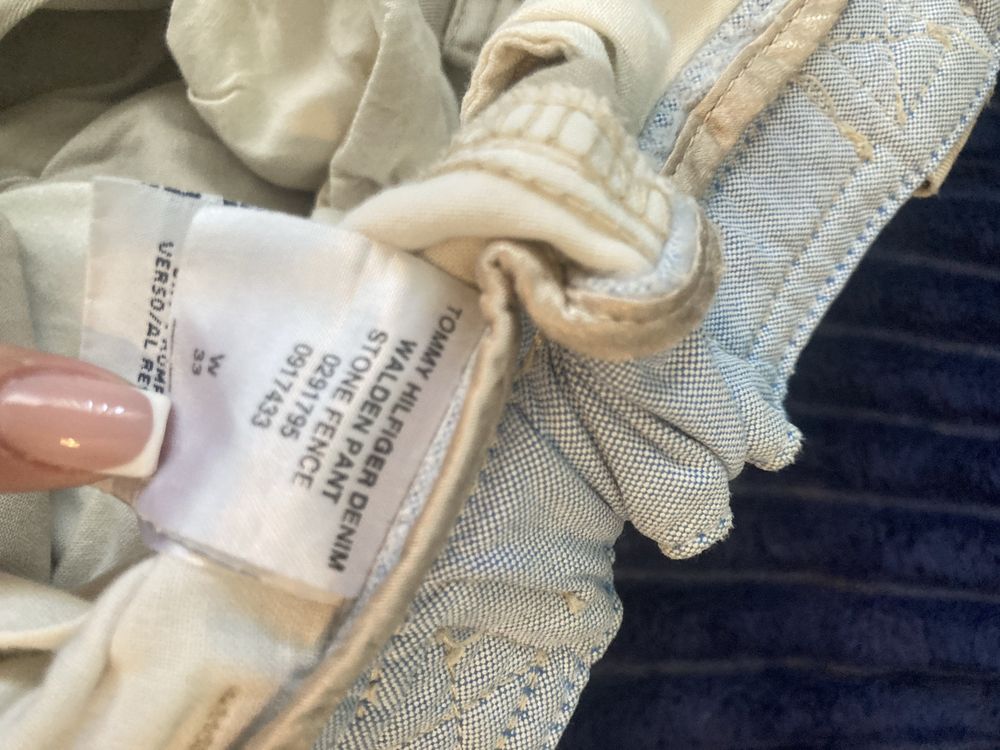 TOMMY HILFIGER DENIM
WALDEN PANT
STONE FENCE
0291795
0917433
W
33
VERSO/AL RE